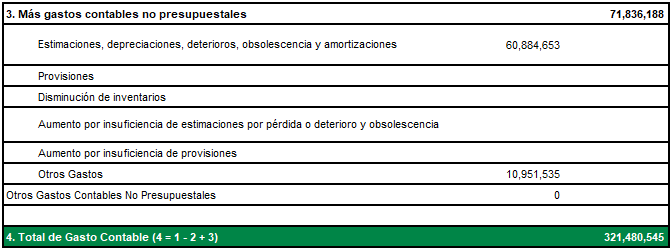 3. Más gastos contables no presupuestales 71,836,188
Estimaciones, depreciaciones, deterioros, obsolescencia y amortizaciones 60,884,653
Provisiones
Disminución de inventarios
Aumento por insuficiencia de estimaciones por pérdida o deterioro y obsolescencia
Aumento por insuficiencia de provisiones
Otros Gastos 10,951,535
Otros Gastos Contables No Presupuestales 0
4. Total de Gasto Contable (4 = 1 - 2 + 3) 321,480,545